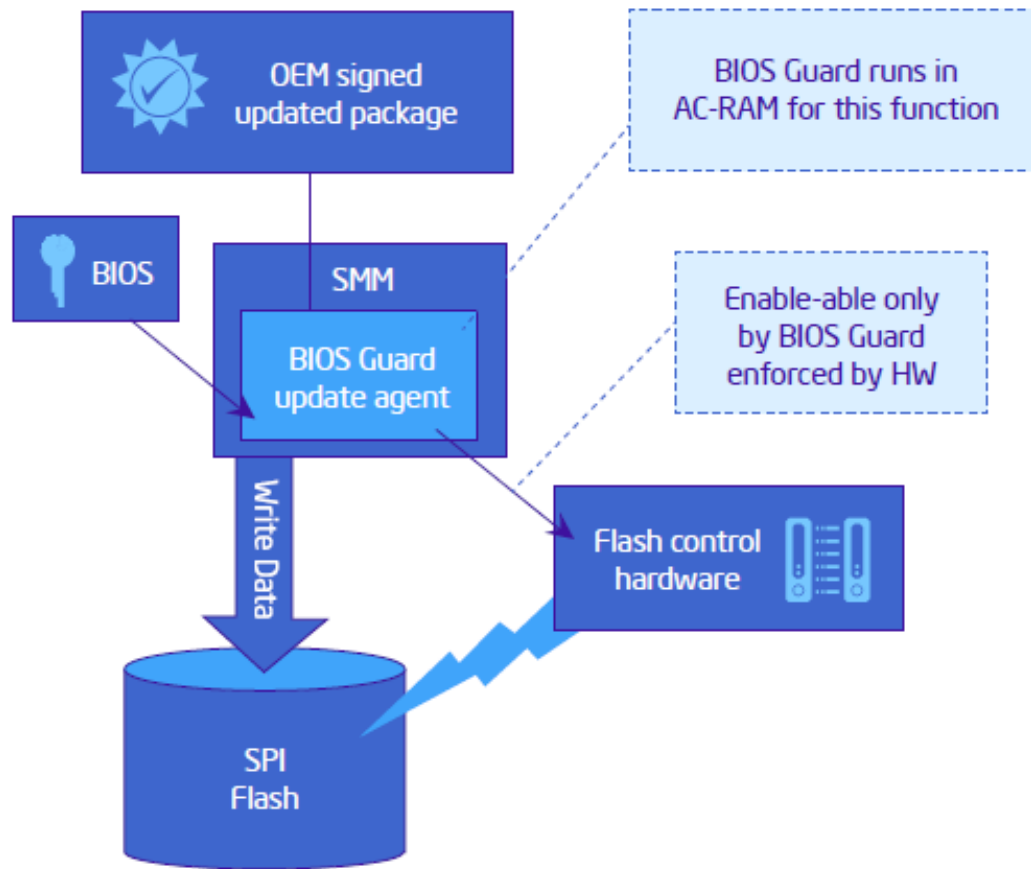 OEM signed
updated package
BIOS Guard runs in
AC-RAM for this function
BIOS
SMM
Enable-able only
by BIOS Guard
enforced by HW
BIOS Guard
update agent
Write Data
Flash control
hardware
SPI
Flash